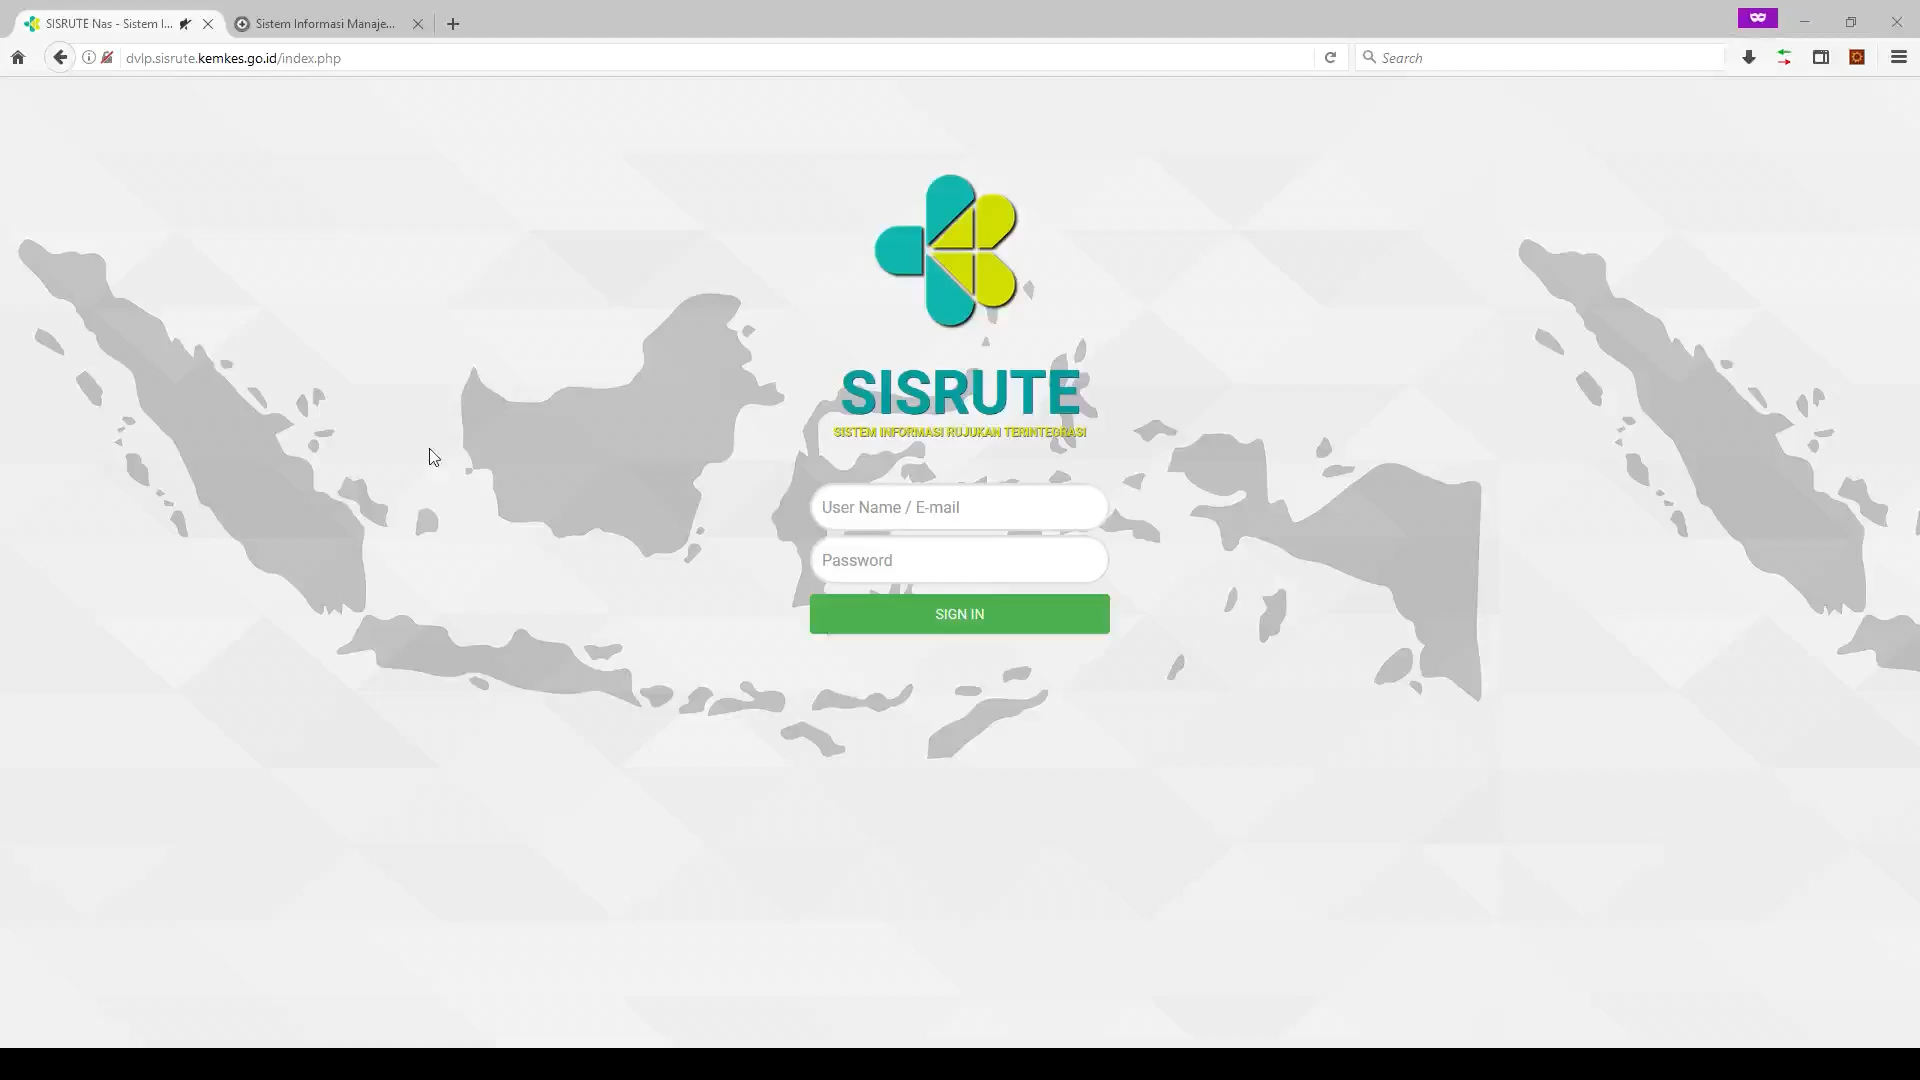 SISRUTE Nas - Sistem I...
Sistem Informasi Manaje...
dvlp.sisrute.kemkes.go.id/index.php
Search
SISRUTE
SISTEM INFORMASI RUJUKAN TERINTEGRASI
User Name / E-mail
Password
SIGN IN